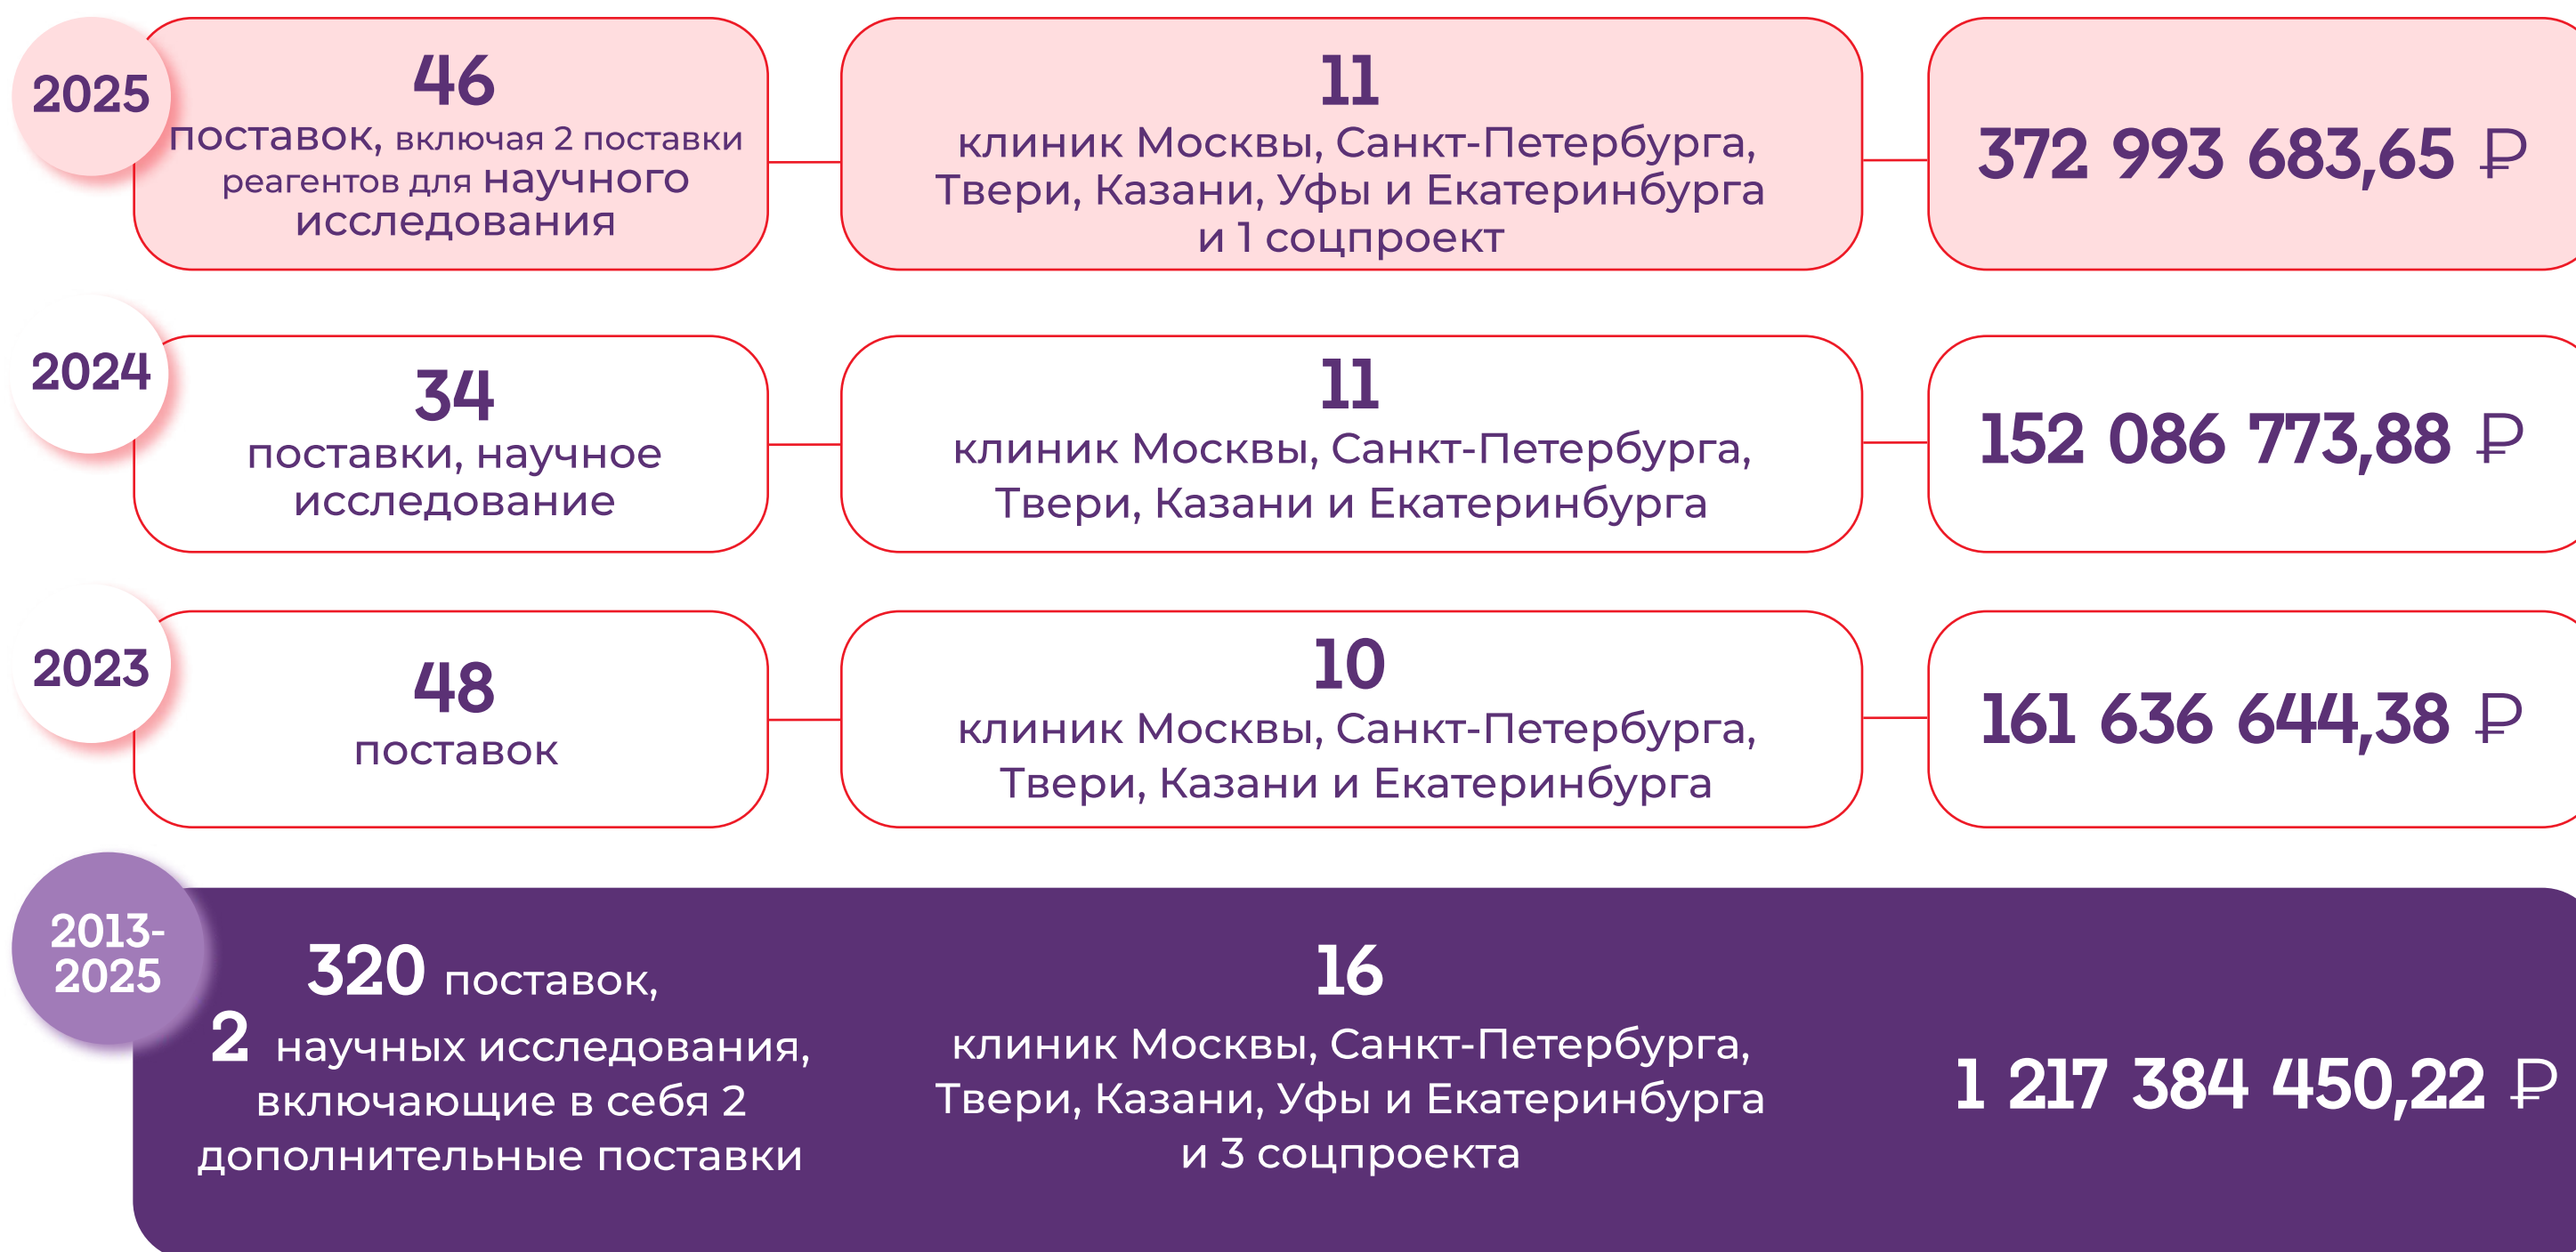 2025
46
поставок, включая 2 поставки
реагентов для научного
исследования
11
клиник Москвы, Санкт-Петербурга,
Твери, Казани, Уфы и Екатеринбурга
и 1 соцпроект
372 993 683,65 ₽
2024
34
поставки, научное
исследование
11
клиник Москвы, Санкт-Петербурга,
Твери, Казани и Екатеринбурга
152 086 773,88 ₽
2023
48
поставок
10
клиник Москвы, Санкт-Петербурга,
Твери, Казани и Екатеринбурга
161 636 644,38 ₽
2013-
2025
320 поставок,
2 научных исследования,
включающие в себя 2
дополнительные поставки
16
клиник Москвы, Санкт-Петербурга,
Твери, Казани, Уфы и Екатеринбурга
и 3 соцпроекта
1 217 384 450,22 ₽